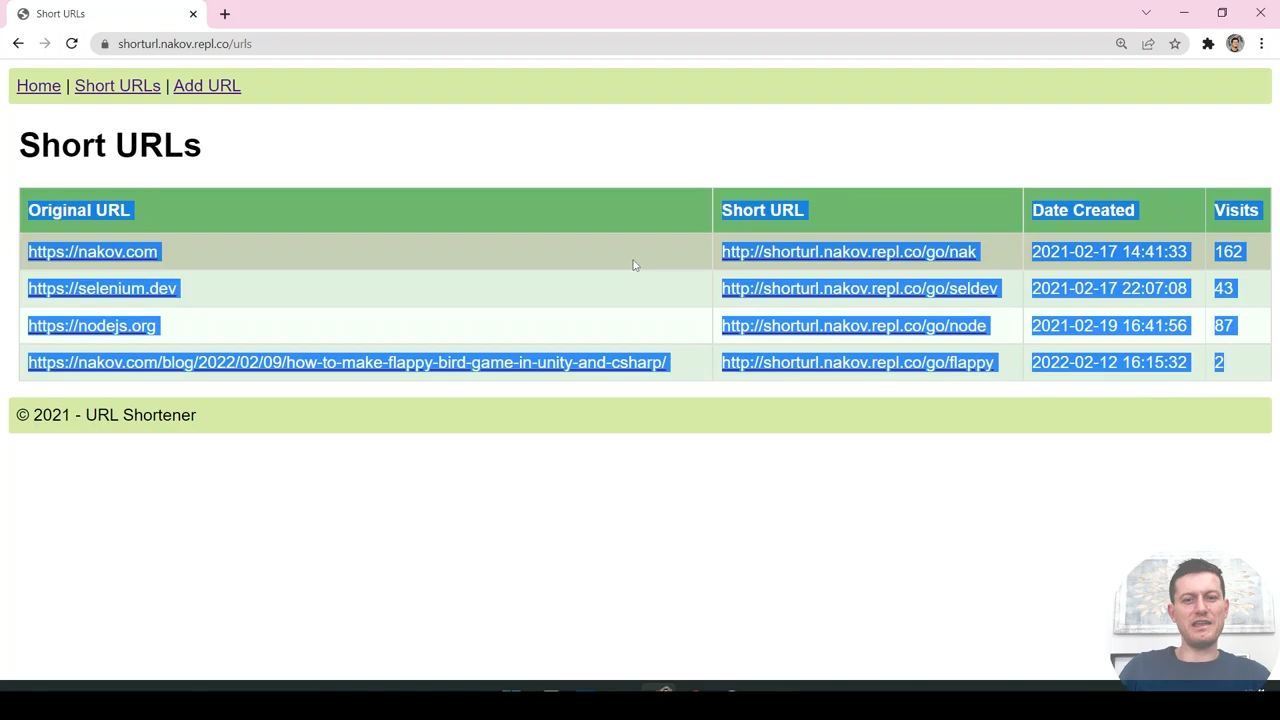 Short URLs
shorturl.nakov.repl.co/urls
Home | Short URLs | Add URL
Short URLs
Original URL Short URL Date Created Visits
https://nakov.com http://shorturl.nakov.repl.co/go/nak 2021-02-17 14:41:33 162
https://selenium.dev http://shorturl.nakov.repl.co/go/seldev 2021-02-17 22:07:08 43
https://nodejs.org http://shorturl.nakov.repl.co/go/node 2021-02-19 16:41:56 87
https://nakov.com/blog/2022/02/09/how-to-make-flappy-bird-game-in-unity-and-csharp/ http://shorturl.nakov.repl.co/go/flappy 2022-02-12 16:15:32 2
© 2021 - URL Shortener